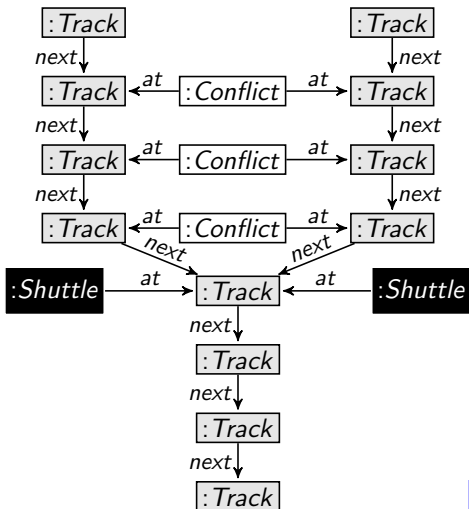 :Track :Track
next next
:Track at :Conflict at :Track
next next
:Track at :Conflict at :Track
next next
:Track at :Conflict at :Track
next next
:Shuttle at :Track at :Shuttle
next
:Track
next
:Track
next
:Track